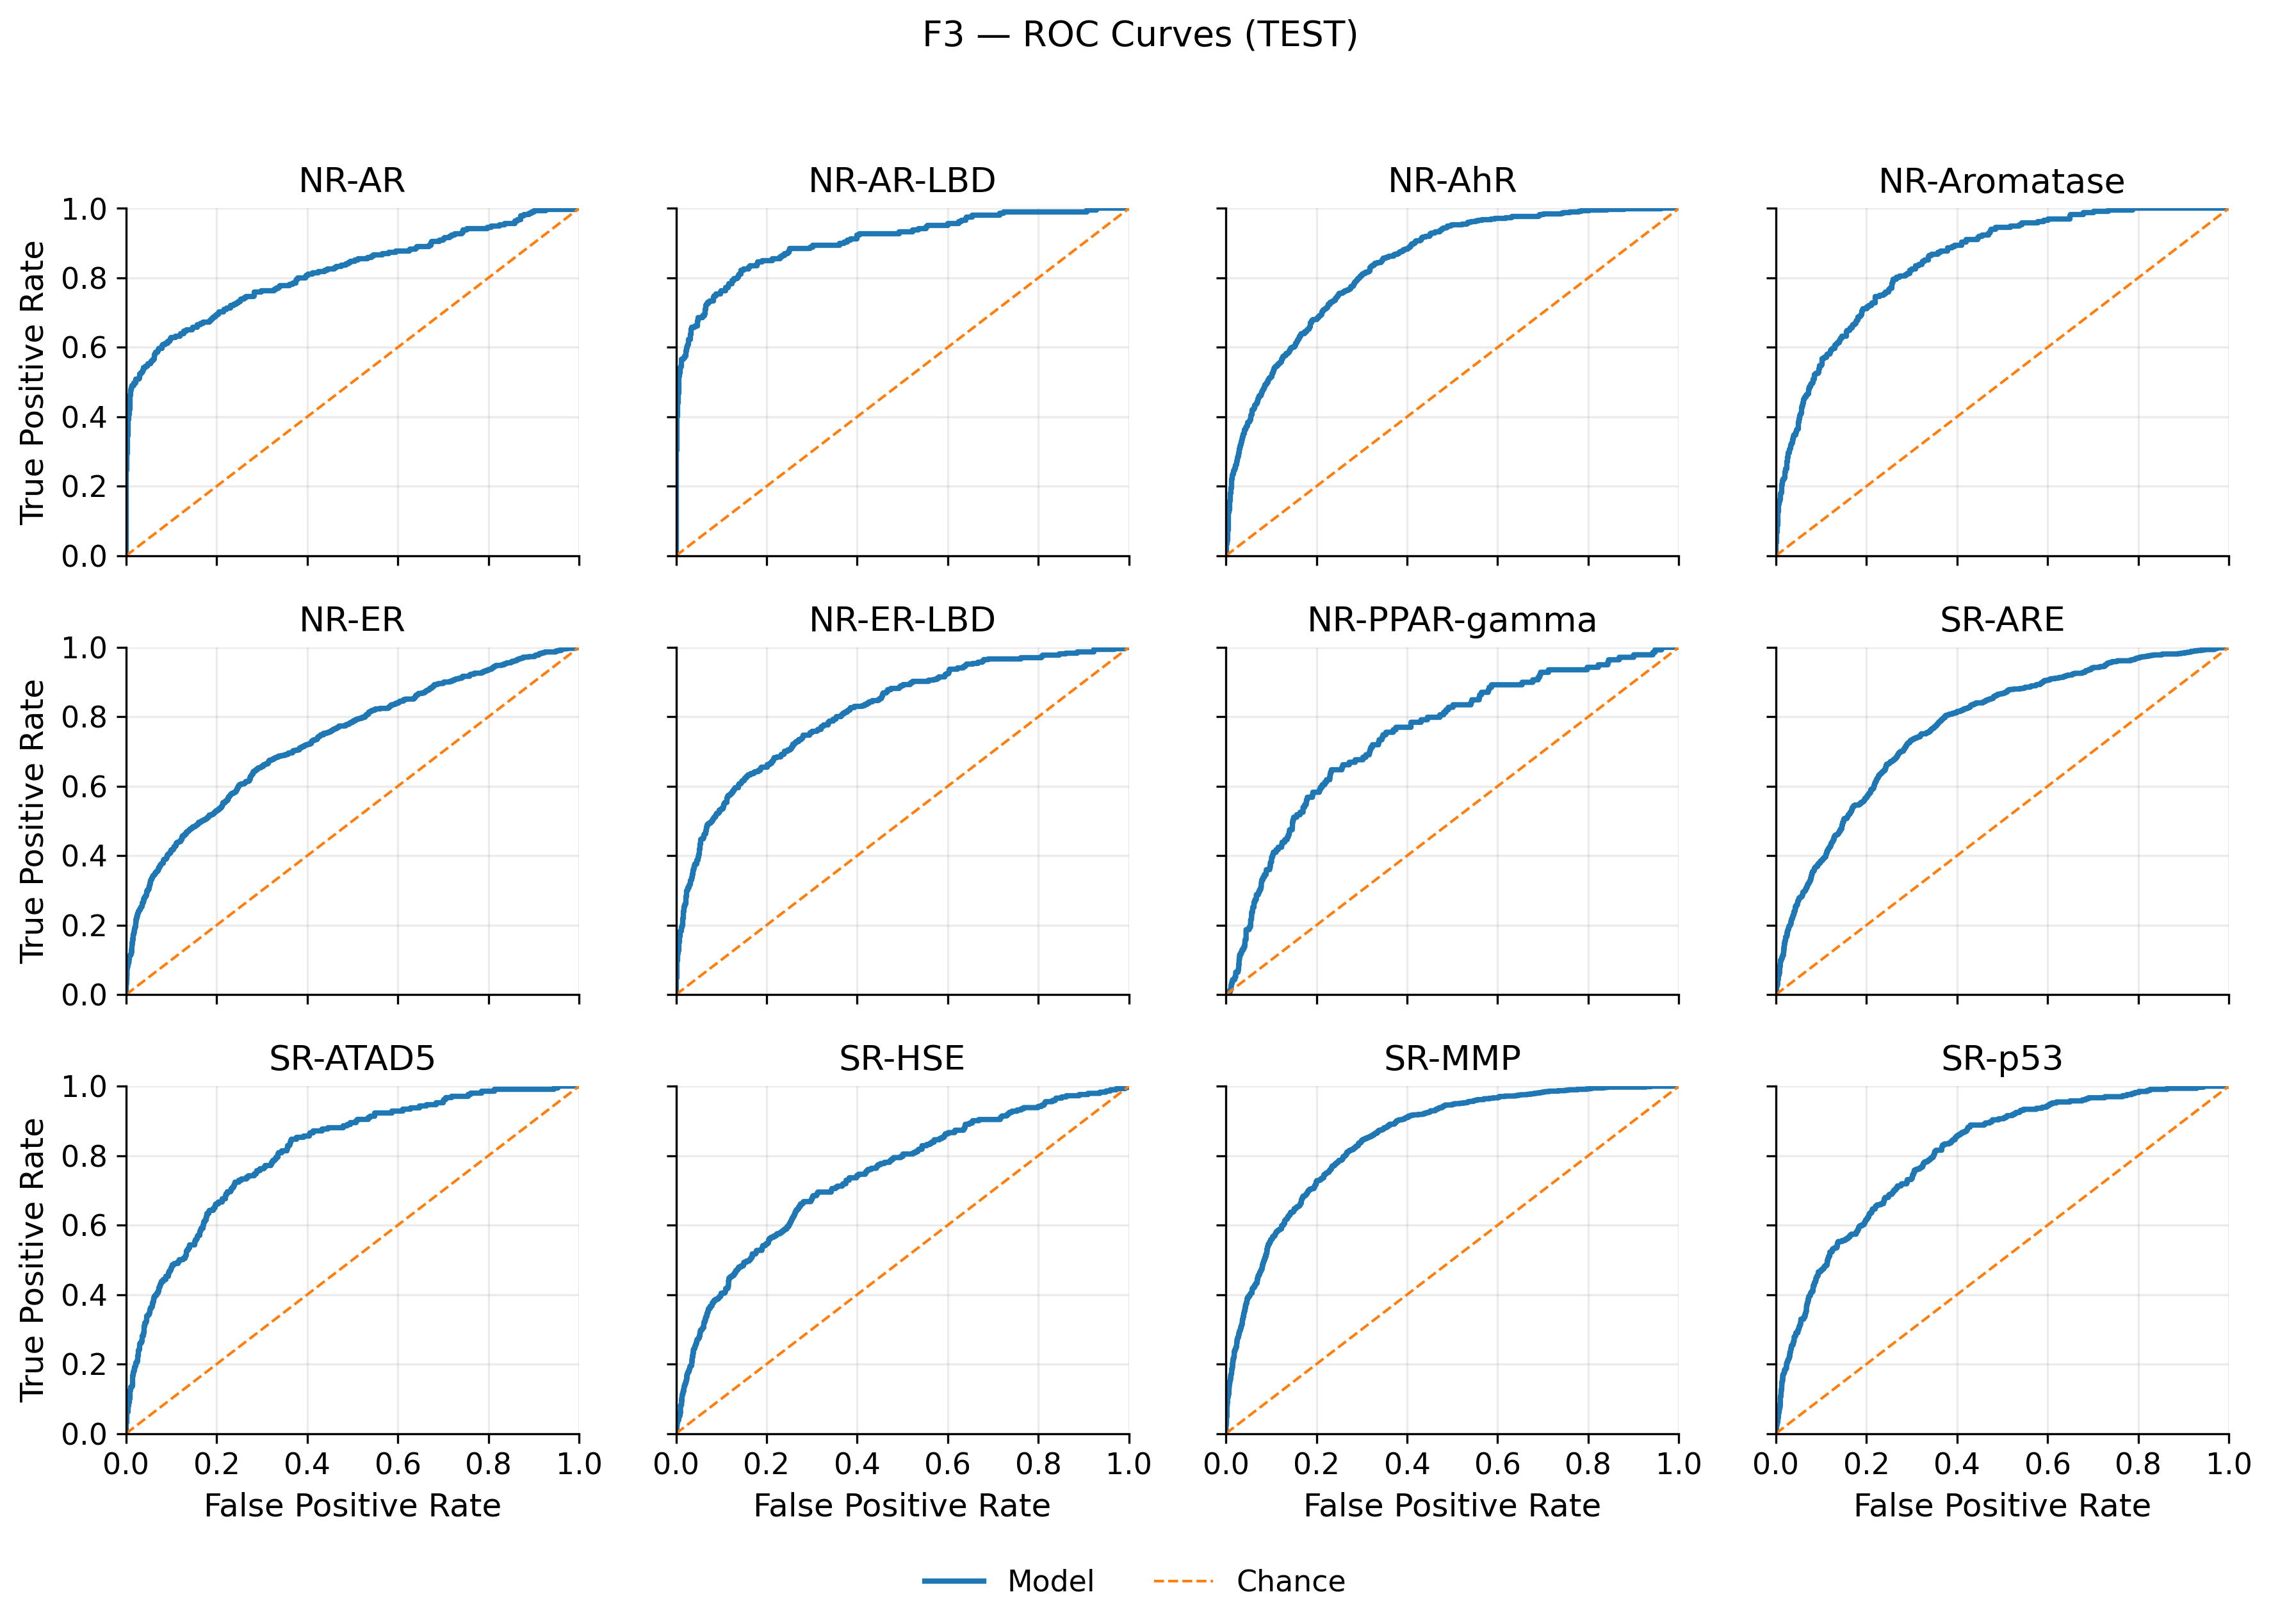 F3 — ROC Curves (TEST)
NR-AR NR-AR-LBD NR-AhR NR-Aromatase
True Positive Rate
1.0
0.8
0.6
0.4
0.2
0.0
NR-ER NR-ER-LBD NR-PPAR-gamma SR-ARE
True Positive Rate
1.0
0.8
0.6
0.4
0.2
0.0
SR-ATAD5 SR-HSE SR-MMP SR-p53
True Positive Rate
1.0
0.8
0.6
0.4
0.2
0.0
0.0 0.2 0.4 0.6 0.8 1.0 0.0 0.2 0.4 0.6 0.8 1.0 0.0 0.2 0.4 0.6 0.8 1.0 0.0 0.2 0.4 0.6 0.8 1.0
False Positive Rate False Positive Rate False Positive Rate False Positive Rate
Model Chance